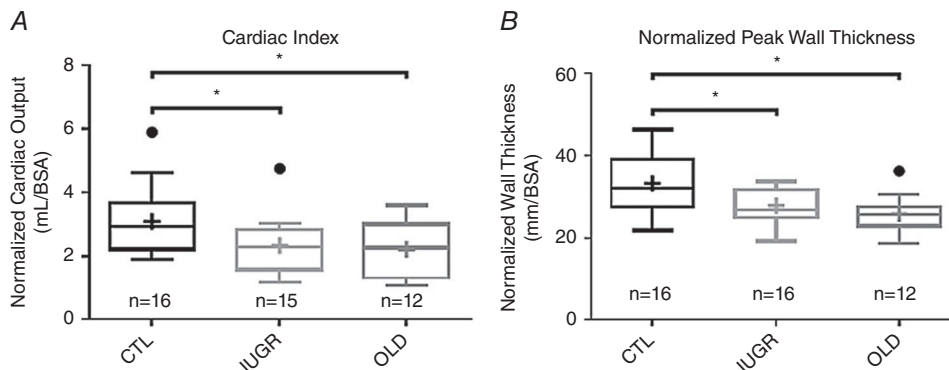 A
Cardiac Index
Normalized Cardiac Output
(mL/BSA)
8
6
4
2
0
*
*
n=16
n=15
n=12
CTL
IUGR
OLD
B
Normalized Peak Wall Thickness
Normalized Wall Thickness
(mm/BSA)
60
40
20
0
*
*
n=16
n=16
n=12
CTL
IUGR
OLD